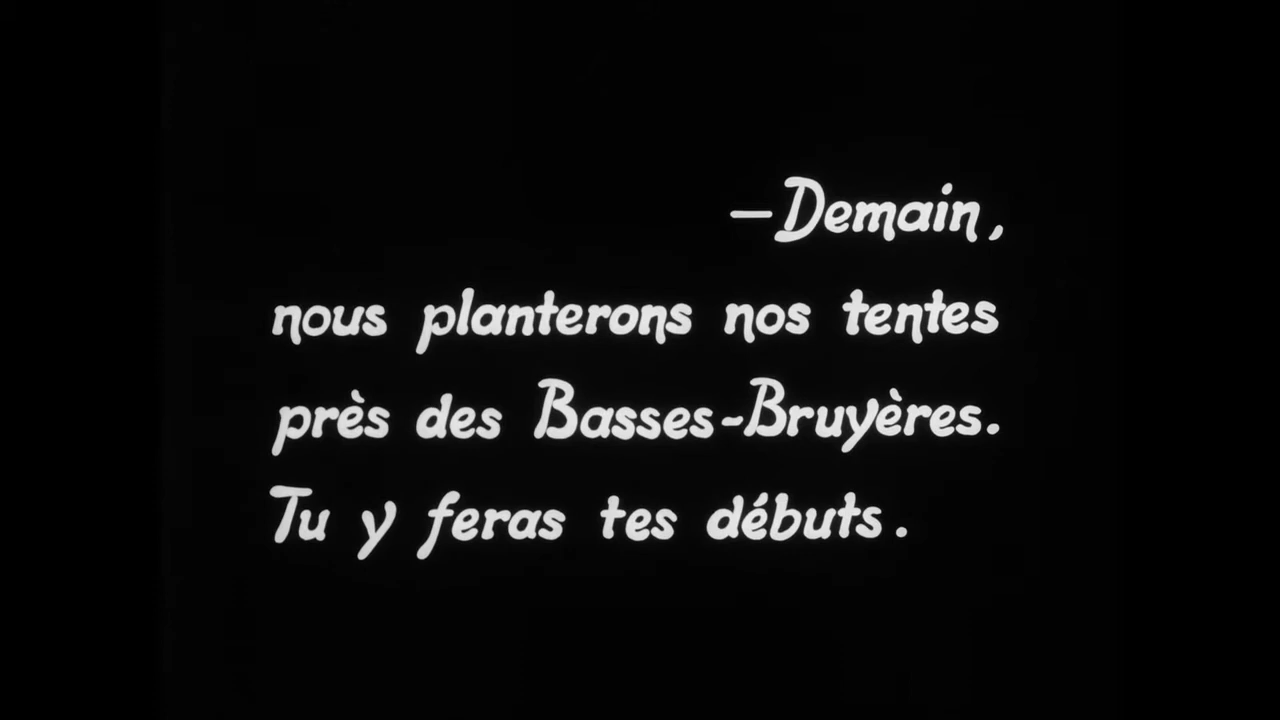 —Demain,
nous planterons nos tentes
près des Basses-Bruyères.
Tu y feras tes débuts.